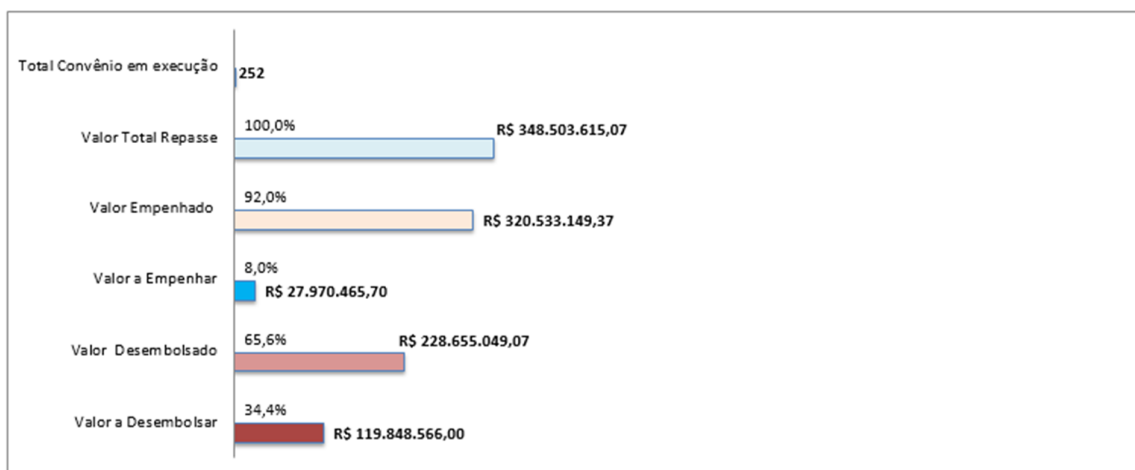 Total Convênio em execução
252
Valor Total Repasse
100,0%
R$ 348.503.615,07
Valor Empenhado
92,0%
R$ 320.533.149,37
Valor a Empenhar
8,0%
R$ 27.970.465,70
Valor Desembolsado
65,6%
R$ 228.655.049,07
Valor a Desembolsar
34,4%
R$ 119.848.566,00